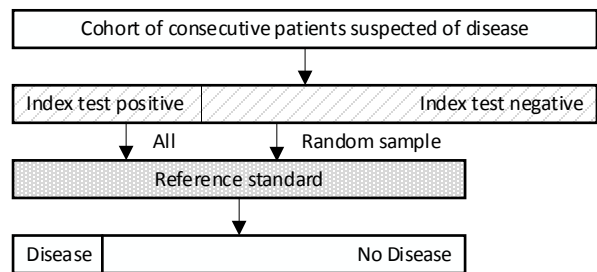 Cohort of consecutive patients suspected of disease
Index test positive Index test negative
All Random sample
Reference standard
Disease No Disease